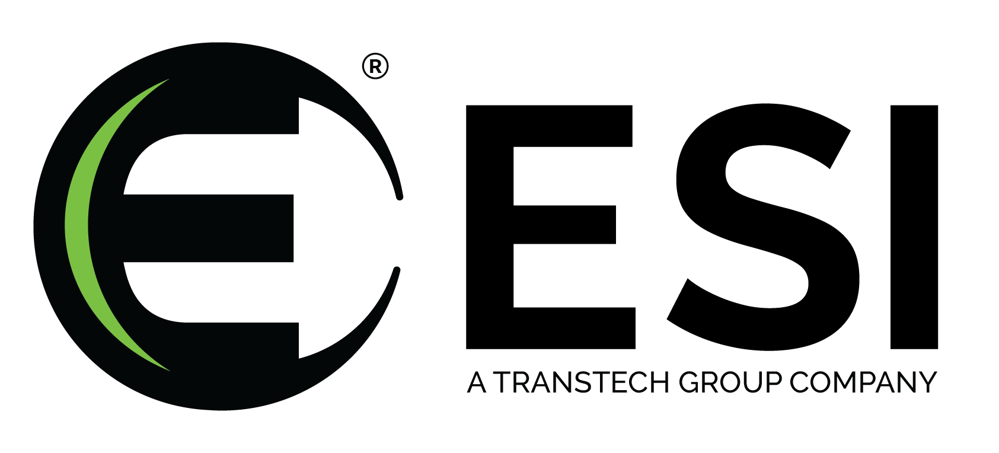 ®
ESI
A TRANSTECH GROUP COMPANY